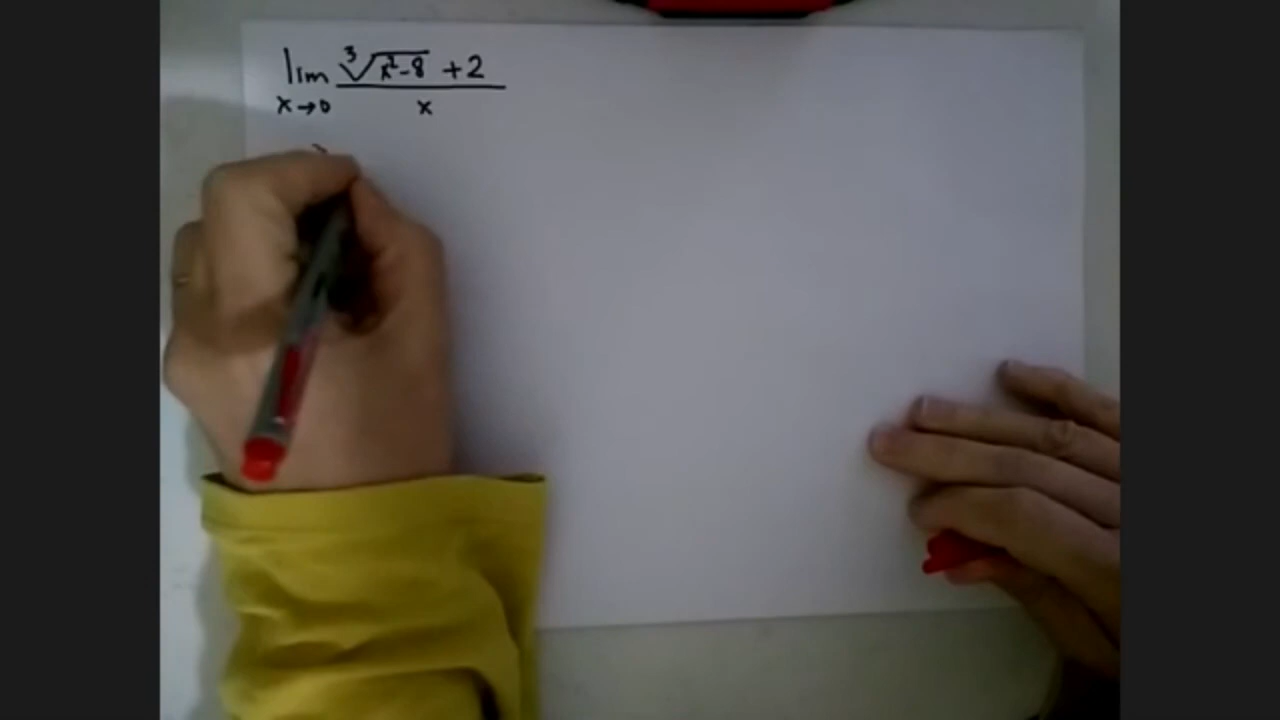 lim ∛(x²-8) +2
x→0 x